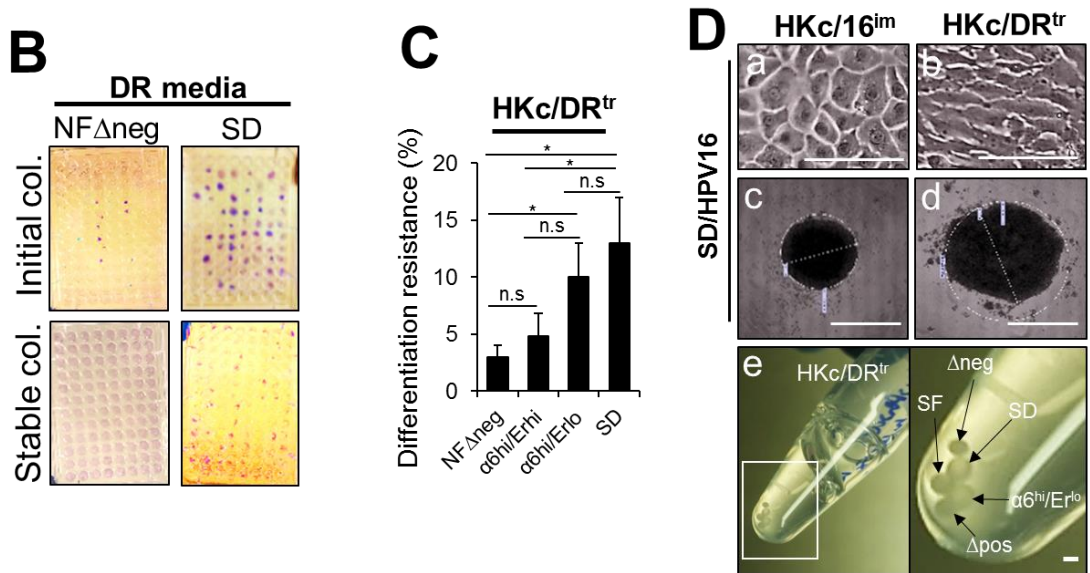 B
DR media
NFΔneg
SD
Initial col.
Stable col.
C
HKc/DRᵗʳ
Differentiation resistance (%)
20
15
10
5
0
*
*
n.s
*
n.s
n.s
NFΔneg
α6hi/Erhi
α6hi/Erlo
SD
D
HKc/16ⁱᵐ
HKc/DRᵗʳ
SD/HPV16
a
b
c
d
e
HKc/DRᵗʳ
Δneg
SF
SD
α6ʰⁱ/Erˡᵒ
Δpos